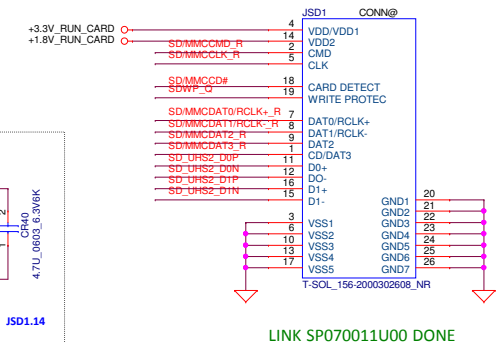 JSD1 CONN@
+3.3V_RUN_CARD 4 VDD/VDD1
+1.8V_RUN_CARD 14 VDD2
SD/MMCCMD_R 2 CMD
SD/MMCCLK_R 5 CLK
SD/MMCCD# 18 CARD DETECT
SDWP_Q 19 WRITE PROTEC
SD/MMCDAT0/RCLK+_R 7 DAT0/RCLK+
SD/MMCDAT1/RCLK-_R 8 DAT1/RCLK-
SD/MMCDAT2_R 9 DAT2
SD/MMCDAT3_R 1 CD/DAT3
SD_UHS2_D0P 11 D0+
SD_UHS2_D0N 12 DO-
SD_UHS2_D1P 16 D1+
SD_UHS2_D1N 15 D1-
GND1 20
GND2 21
3 VSS1 GND3 22
6 VSS2 GND4 23
10 VSS3 GND5 24
13 VSS4 GND6 25
17 VSS5 GND7 26
T-SOL_156-2000302608_NR
2
1
CR40
4.7U_0603_6.3V6K
JSD1.14
LINK SP070011U00 DONE